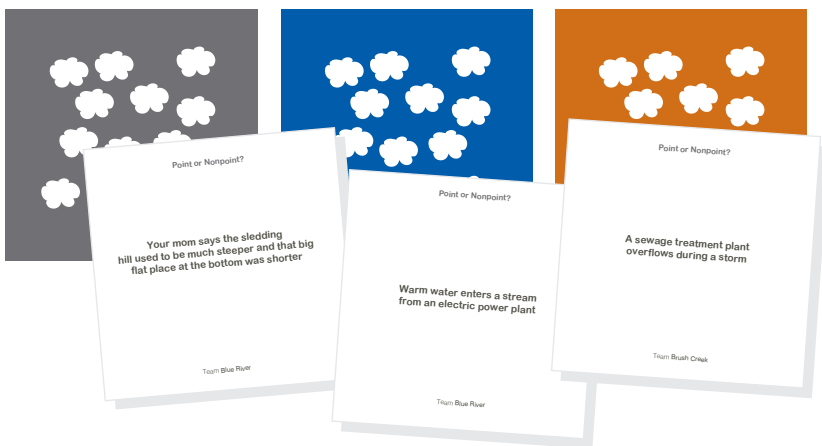 Point or Nonpoint?
Your mom says the sledding
hill used to be much steeper and that big
flat place at the bottom was shorter
Team Blue River
Point or Nonpoint?
Warm water enters a stream
from an electric power plant
Team Blue River
Point or Nonpoint?
A sewage treatment plant
overflows during a storm
Team Brush Creek